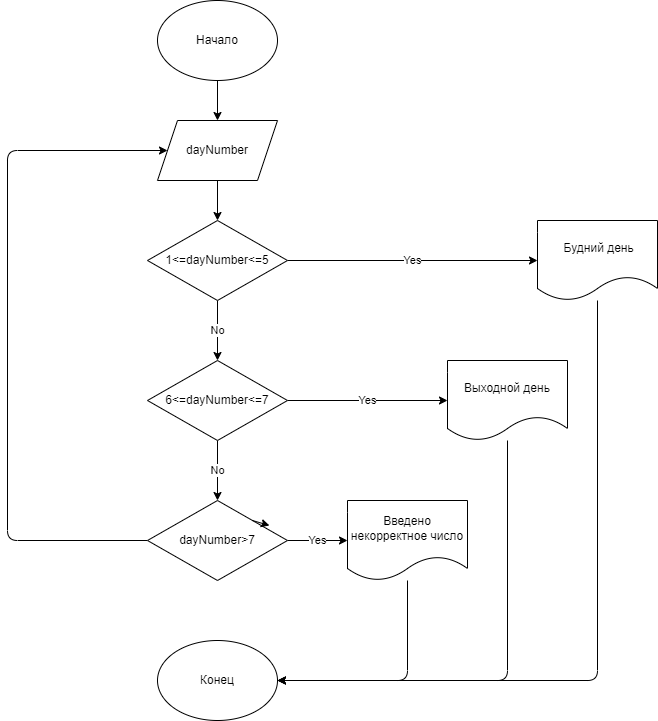 Начало
dayNumber
1<=dayNumber<=5
Yes
Будний день
No
6<=dayNumber<=7
Yes
Выходной день
No
dayNumber>7
Yes
Введено
некорректное число
Конец